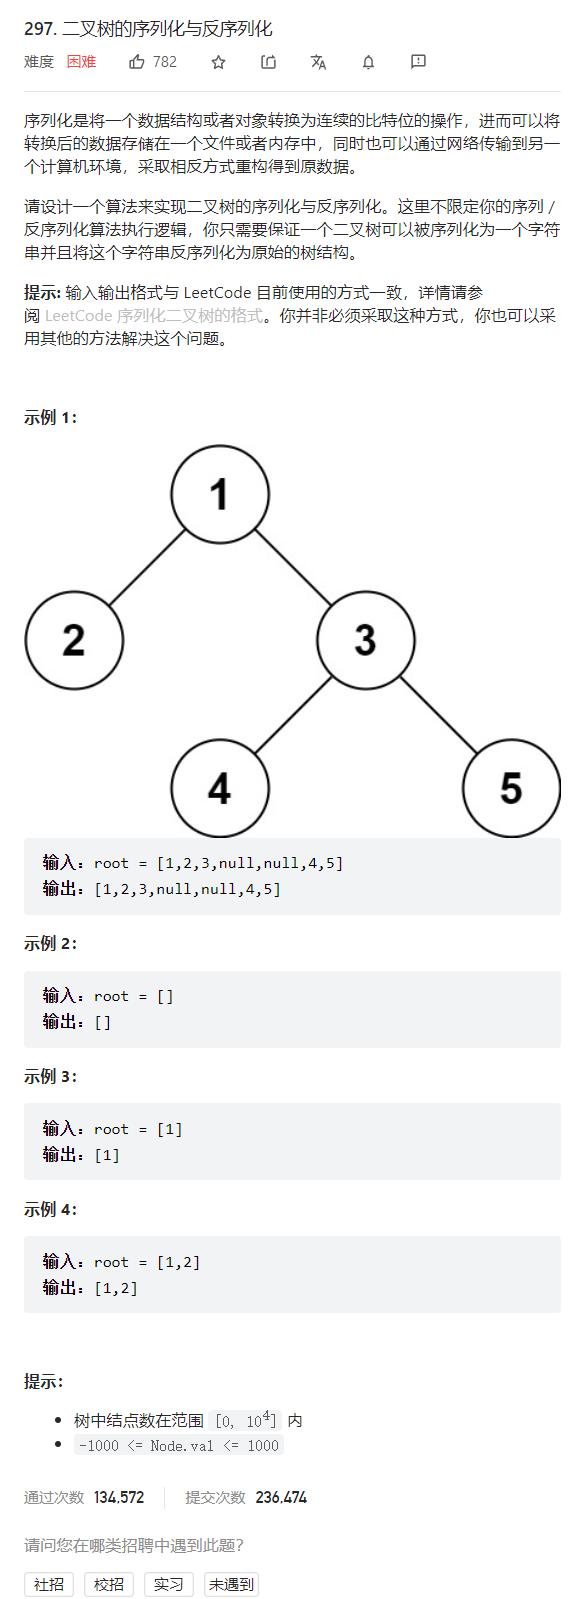 297. 二叉树的序列化与反序列化
难度 困难 782
序列化是将一个数据结构或者对象转换为连续的比特位的操作，进而可以将
转换后的数据存储在一个文件或者内存中，同时也可以通过网络传输到另一
个计算机环境，采取相反方式重构得到原数据。
请设计一个算法来实现二叉树的序列化与反序列化。这里不限定你的序列 /
反序列化算法执行逻辑，你只需要保证一个二叉树可以被序列化为一个字符
串并且将这个字符串反序列化为原始的树结构。
提示: 输入输出格式与 LeetCode 目前使用的方式一致，详情请参
阅 LeetCode 序列化二叉树的格式。你并非必须采取这种方式，你也可以采
用其他的方法解决这个问题。
示例 1：
1
2 3
4 5
输入：root = [1,2,3,null,null,4,5]
输出：[1,2,3,null,null,4,5]
示例 2：
输入：root = []
输出：[]
示例 3：
输入：root = [1]
输出：[1]
示例 4：
输入：root = [1,2]
输出：[1,2]
提示：
• 树中结点数在范围 [0, 10⁴] 内
• -1000 <= Node.val <= 1000
通过次数 134,572 提交次数 236,474
请问您在哪类招聘中遇到此题？
社招 校招 实习 未遇到